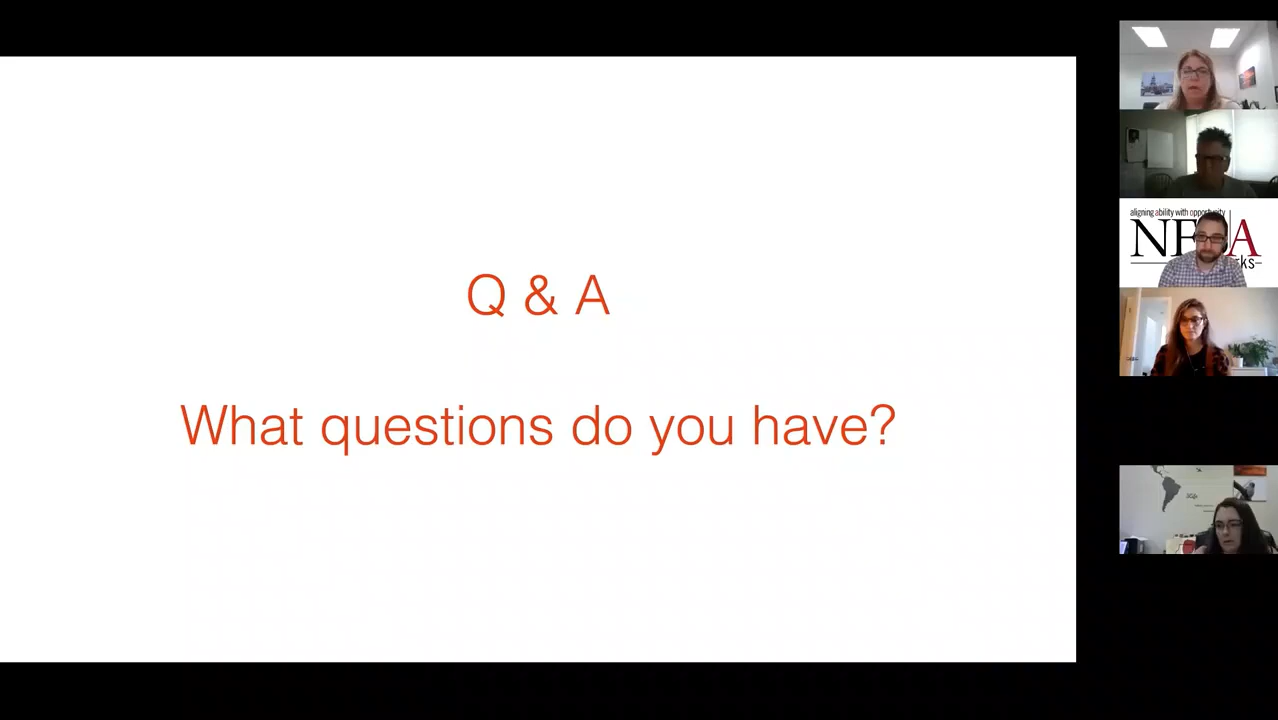 Q & A
What questions do you have?
aligning ability with opportunity